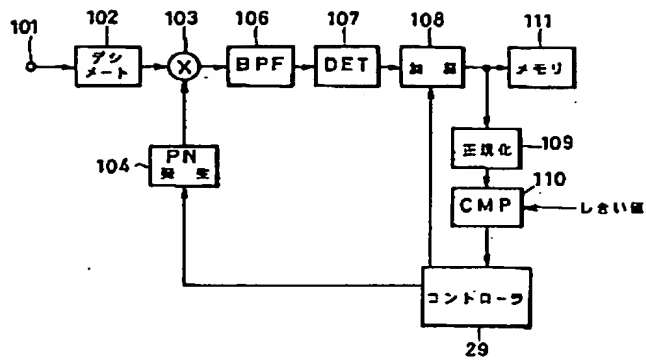 101
102
103
106
107
108
111
デシ
メート
X
BPF
DET
加算
メモリ
104
PN
発生
正規化
109
110
CMP
しきい値
コントローラ
29